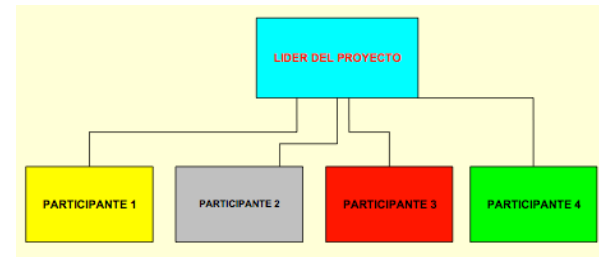 LIDER DEL PROYECTO
PARTICIPANTE 1
PARTICIPANTE 2
PARTICIPANTE 3
PARTICIPANTE 4